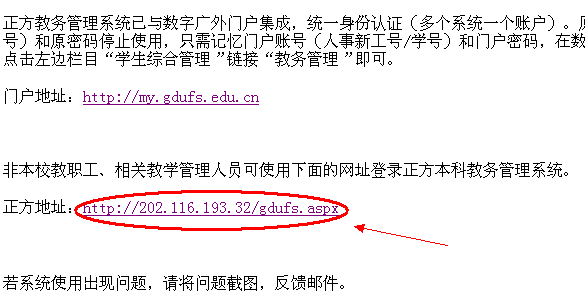 正方教务管理系统已与数字广外门户集成，统一身份认证（多个系统一个账户）。
号）和原密码停止使用，只需记忆门户账号（人事新工号/学号）和门户密码，在数
点击左边栏目“学生综合管理”链接“教务管理”即可。
门户地址：http://my.gdufs.edu.cn
非本校教职工、相关教学管理人员可使用下面的网址登录正方本科教务管理系统。
正方地址：http://202.116.193.32/gdufs.aspx
若系统使用出现问题，请将问题截图，反馈邮件。